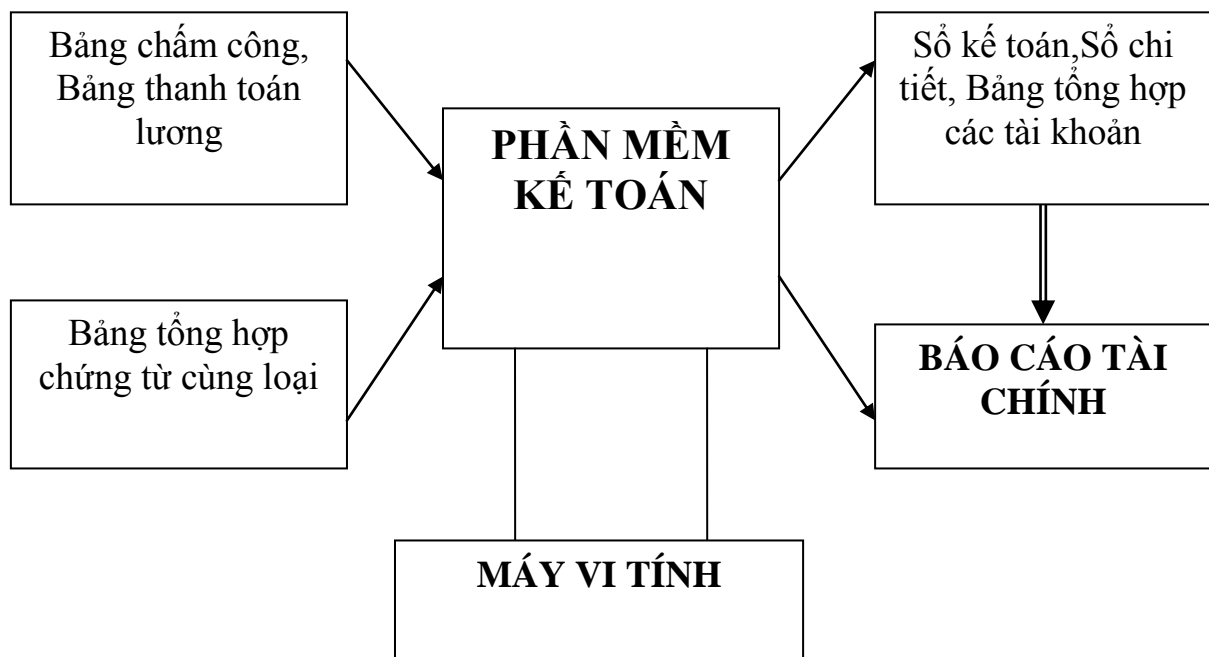 Bảng chấm công,
Bảng thanh toán
lương
PHẦN MỀM
KẾ TOÁN
Sổ kế toán,Sổ chi
tiết, Bảng tổng hợp
các tài khoản
Bảng tổng hợp
chứng từ cùng loại
BÁO CÁO TÀI
CHÍNH
MÁY VI TÍNH